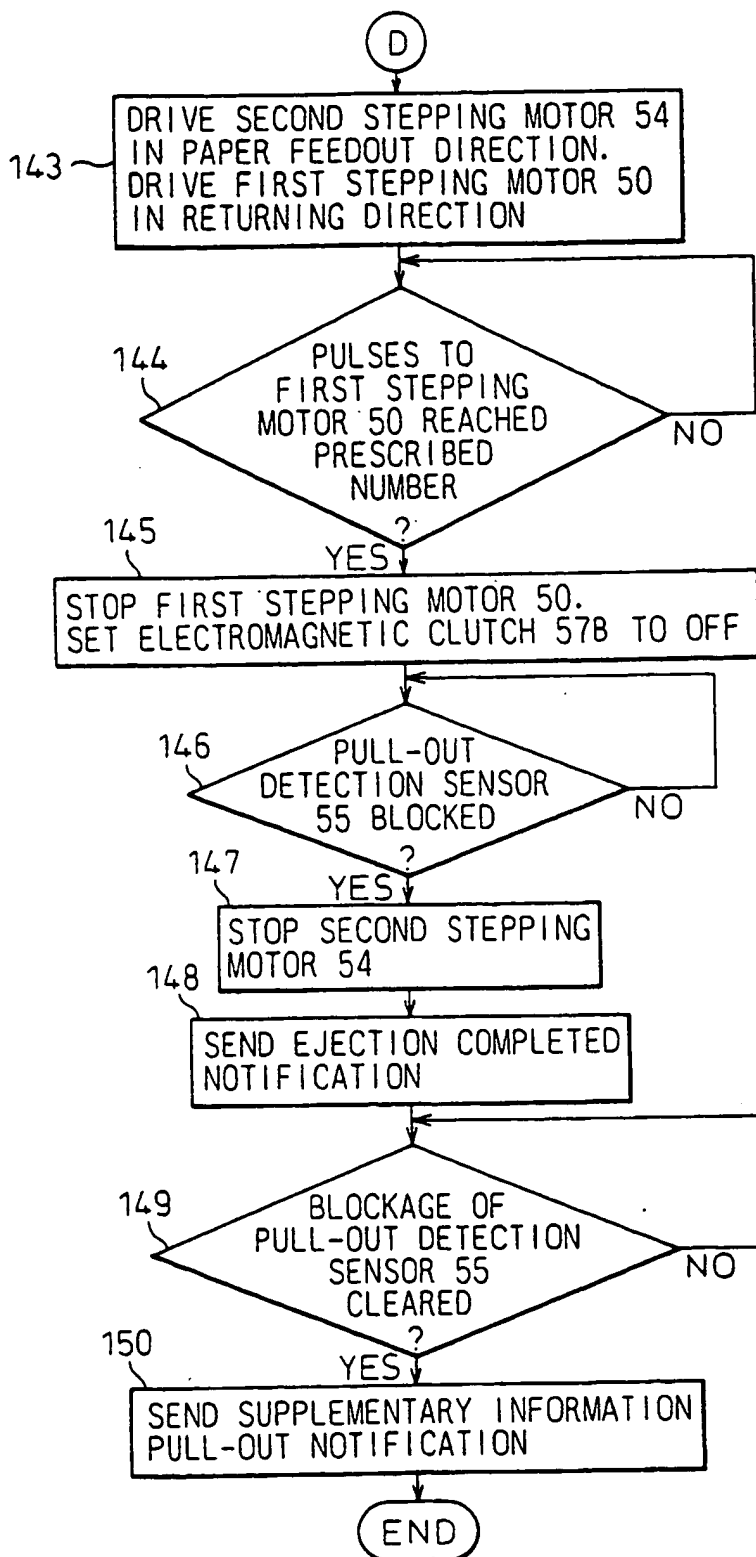 D
143
DRIVE SECOND STEPPING MOTOR 54
IN PAPER FEEDOUT DIRECTION.
DRIVE FIRST STEPPING MOTOR 50
IN RETURNING DIRECTION
144
PULSES TO
FIRST STEPPING
MOTOR 50 REACHED
PRESCRIBED
NUMBER
?
NO
YES
145
STOP FIRST STEPPING MOTOR 50.
SET ELECTROMAGNETIC CLUTCH 57B TO OFF
146
PULL-OUT
DETECTION SENSOR
55 BLOCKED
?
NO
YES
147
STOP SECOND STEPPING
MOTOR 54
148
SEND EJECTION COMPLETED
NOTIFICATION
149
BLOCKAGE OF
PULL-OUT DETECTION
SENSOR 55
CLEARED
?
NO
YES
150
SEND SUPPLEMENTARY INFORMATION
PULL-OUT NOTIFICATION
END